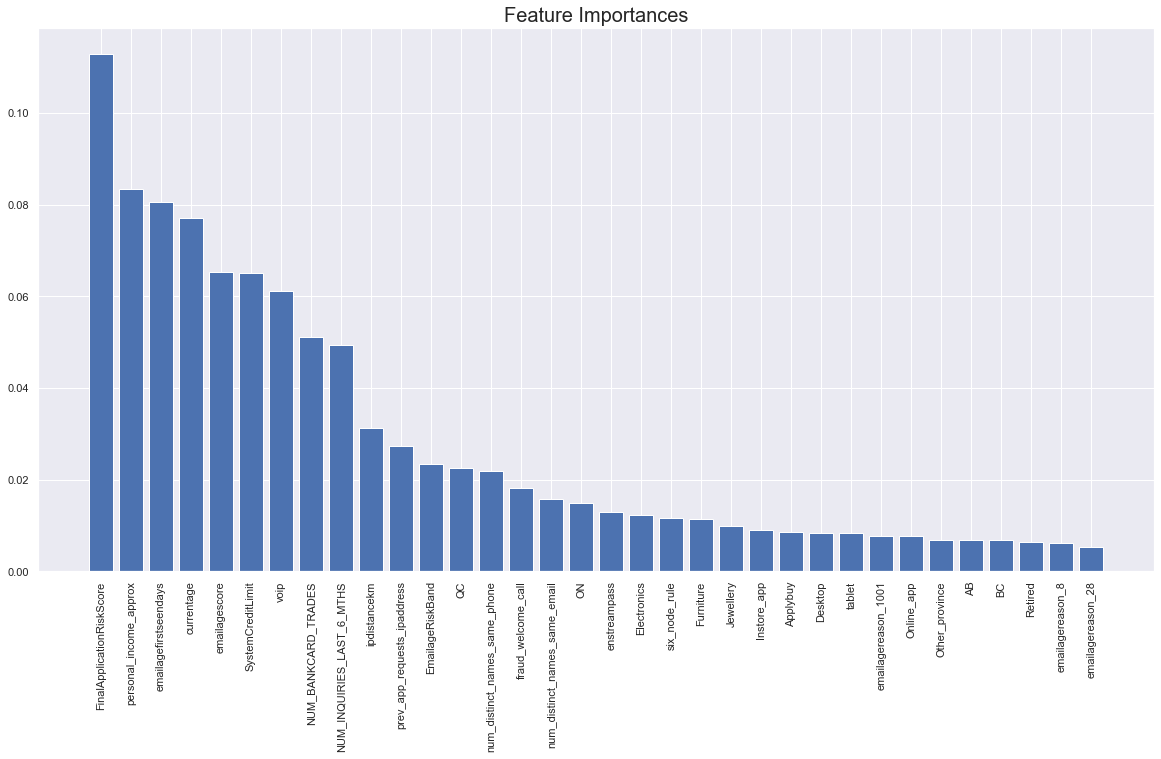 Feature Importances
0.10
0.08
0.06
0.04
0.02
0.00
FinalApplicationRiskScore
personal_income_approx
emailagefirstseendays
currentage
emailagescore
SystemCreditLimit
voip
NUM_BANKCARD_TRADES
NUM_INQUIRIES_LAST_6_MTHS
ipdistancekm
prev_app_requests_ipaddress
EmailageRiskBand
QC
num_distinct_names_same_phone
fraud_welcome_call
num_distinct_names_same_email
ON
enstreampass
Electronics
six_node_rule
Furniture
Jewellery
Instore_app
Applybuy
Desktop
tablet
emailagereason_1001
Online_app
Other_province
AB
BC
Retired
emailagereason_8
emailagereason_28